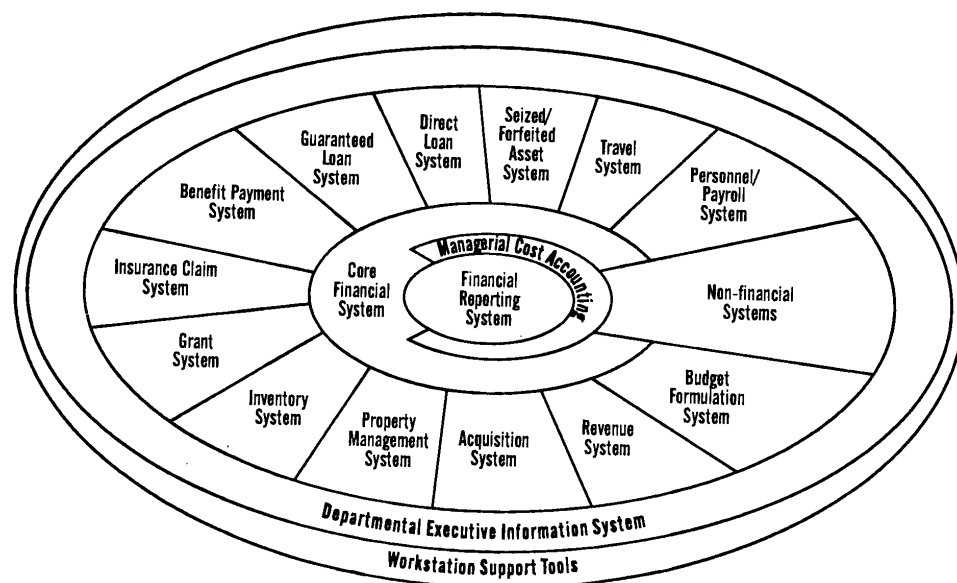 Seized/
Forfeited
Asset
System
Direct
Loan
System
Guaranteed
Loan
System
Travel
System
Benefit Payment
System
Personnel/
Payroll
System
Managerial Cost Accounting
Insurance Claim
System
Core
Financial
System
Financial
Reporting
System
Non-financial
Systems
Grant
System
Inventory
System
Property
Management
System
Acquisition
System
Revenue
System
Budget
Formulation
System
Departmental Executive Information System
Workstation Support Tools